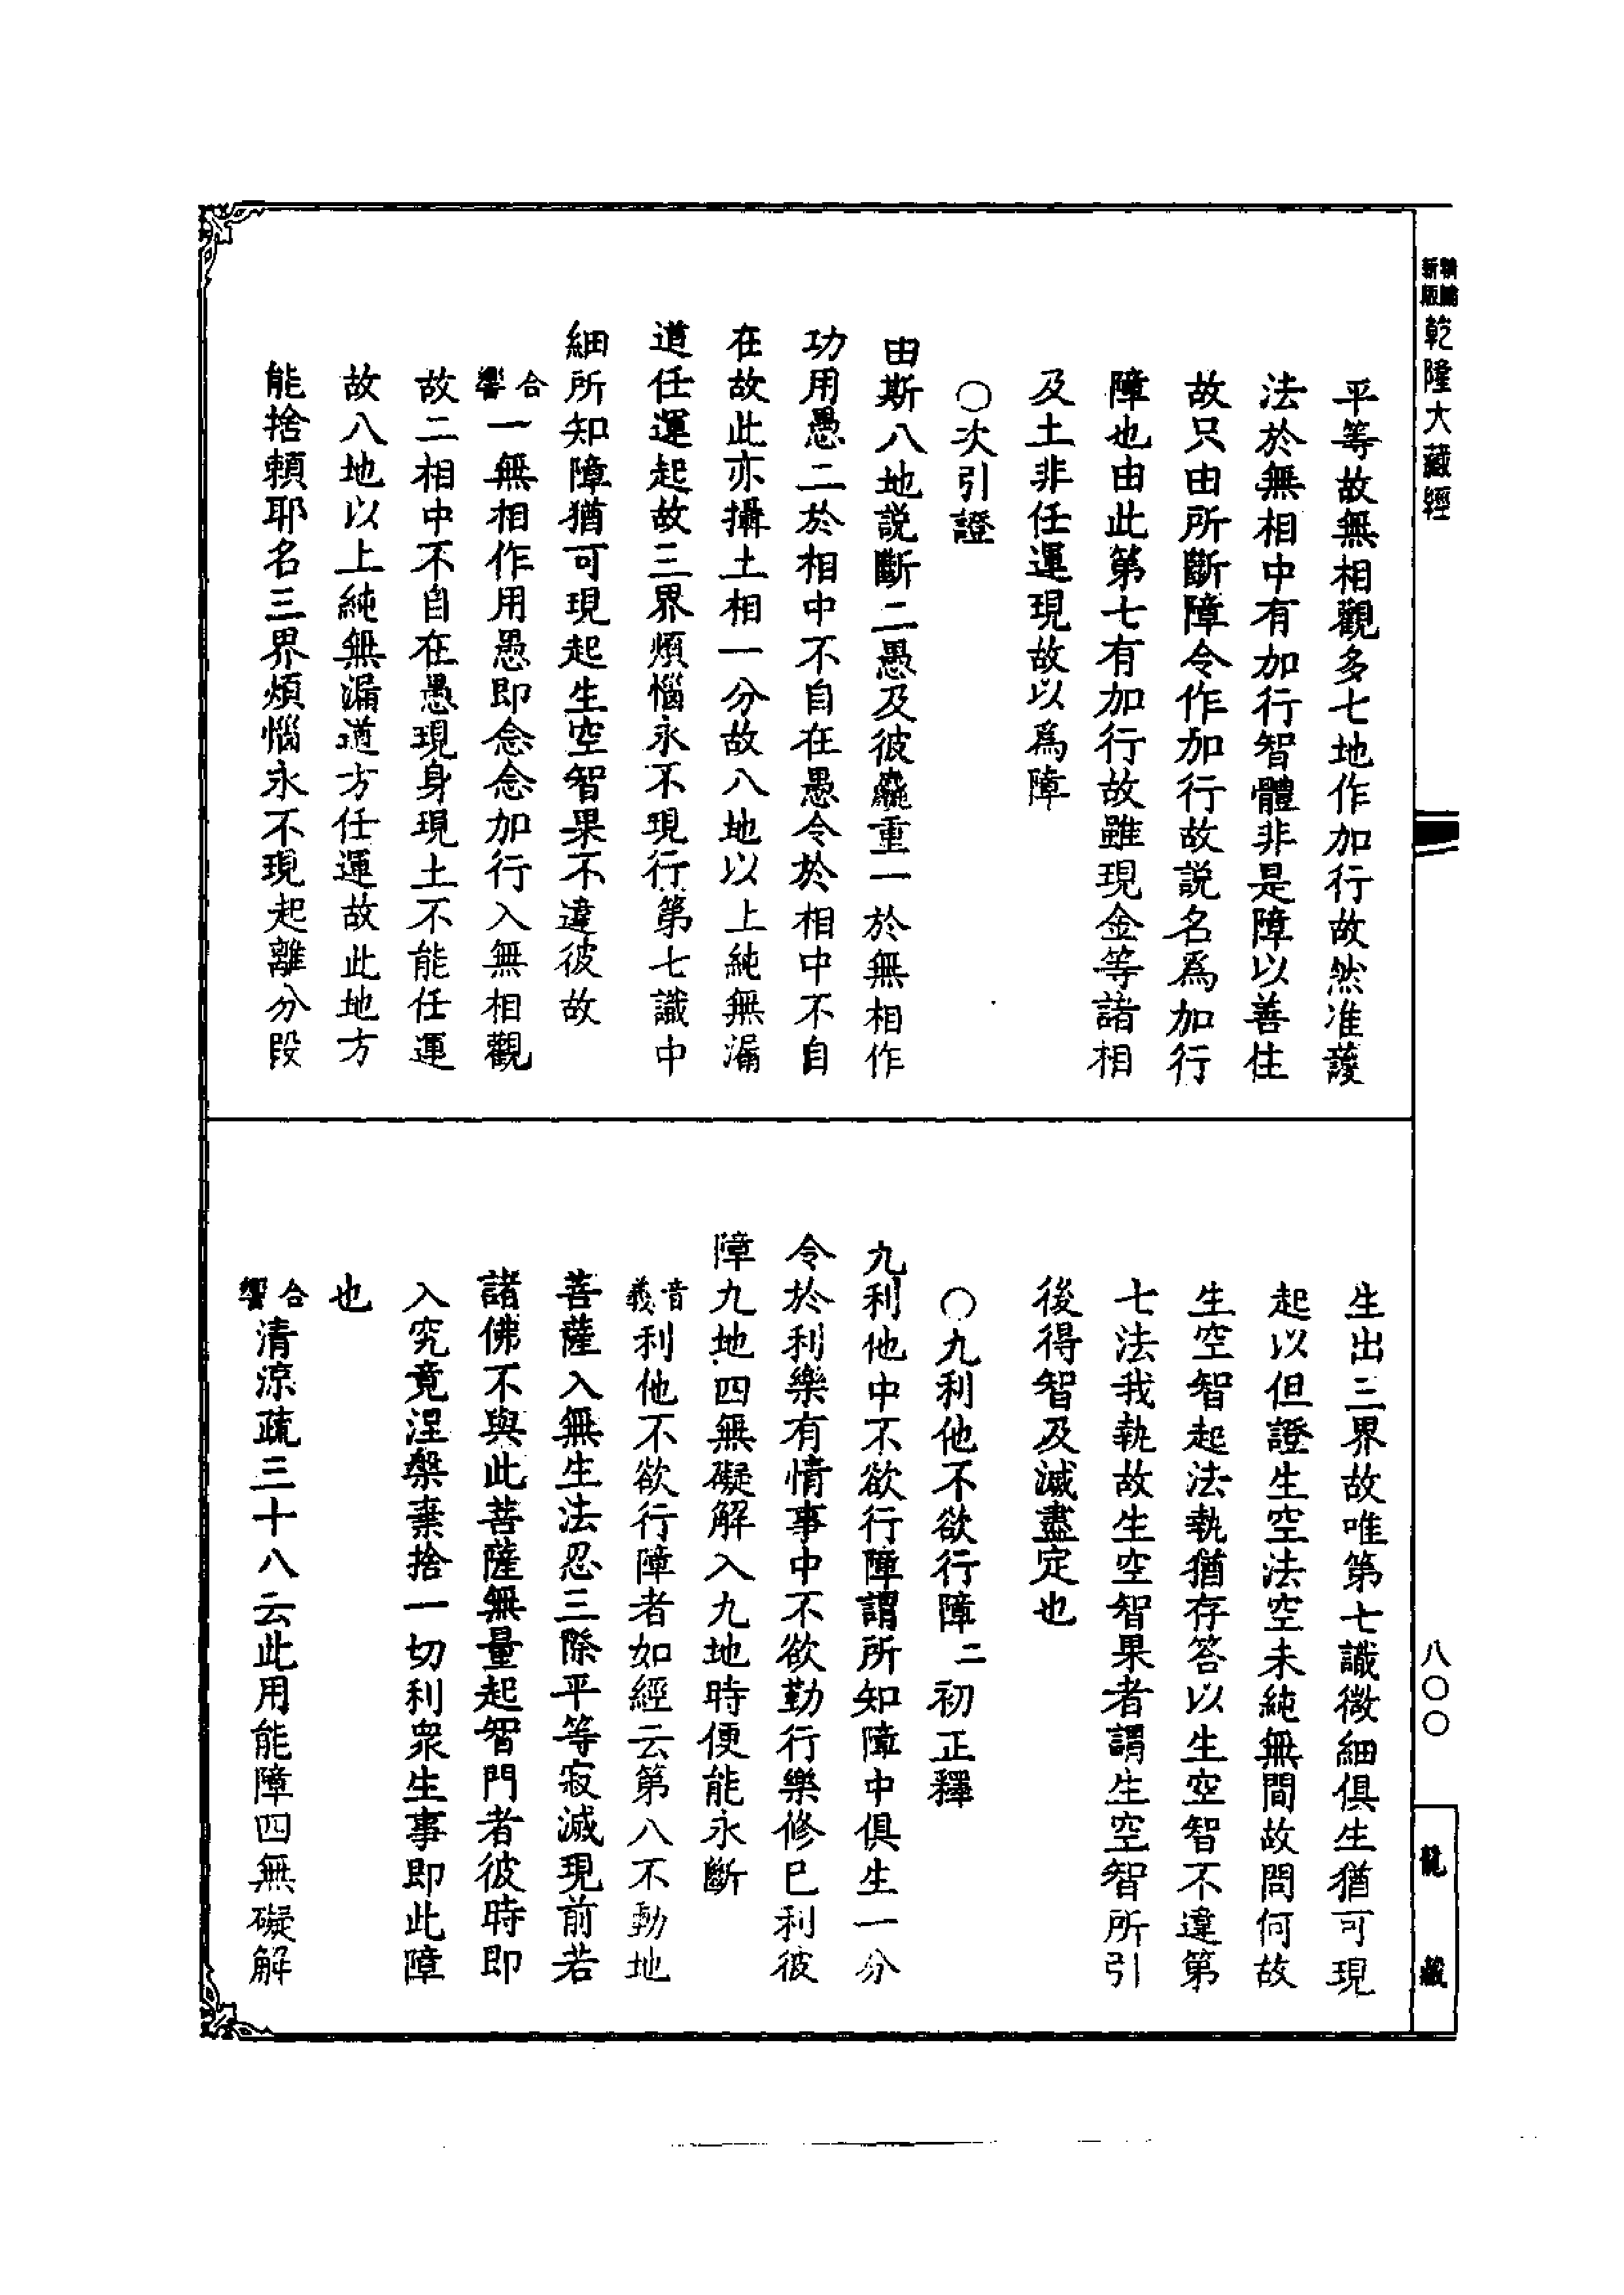 新編縮版 乾隆大藏經
平等故無相觀多七地作加行故然准護
法於無相中有加行智體非是障以善住
故只由所斷障令作加行故説名爲加行
障也由此第七有加行故雖現金等諸相
及土非任運現故以爲障
○次引證
由斯八地説斷二愚及彼麤重一於無相作
功用愚二於相中不自在愚令於相中不自
在故此亦攝土相一分故八地以上純無漏
道任運起故三界煩惱永不現行第七識中
細所知障猶可現起生空智果不違彼故
合響一無相作用愚即念念加行入無相觀
故二相中不自在愚現身現土不能任運
故八地以上純無漏道方任運故此地方
能捨賴耶名三界煩惱永不現起離分段
生出三界故唯第七識微細俱生猶可現
起以但證生空法空未純無間故問何故
生空智起法執猶存答以生空智不違第
七法我執故生空智果者謂生空智所引
後得智及滅盡定也
○九利他不欲行障二初正釋
九利他中不欲行障謂所知障中俱生一分
令於利樂有情事中不欲勤行樂修已利彼
障九地四無礙解入九地時便能永斷
音義利他不欲行障者如經云第八不動地
菩薩入無生法忍三際平等寂滅現前若
諸佛不與此菩薩無量起智門者彼時即
入究竟涅槃棄捨一切利衆生事即此障
也
合響清涼疏三十八云此用能障四無礙解
八〇〇
龍藏